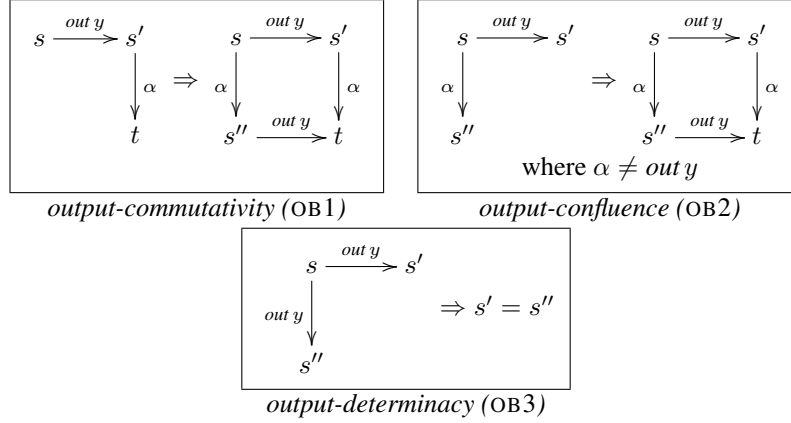 s out y s′ ⇒ s out y s′
α α α
t s″ out y t
output-commutativity (OB1)
s out y s′ ⇒ s out y s′
α α α
s″ s″ out y t
where α ≠ out y
output-confluence (OB2)
s out y s′
out y ⇒ s′ = s″
s″
output-determinacy (OB3)